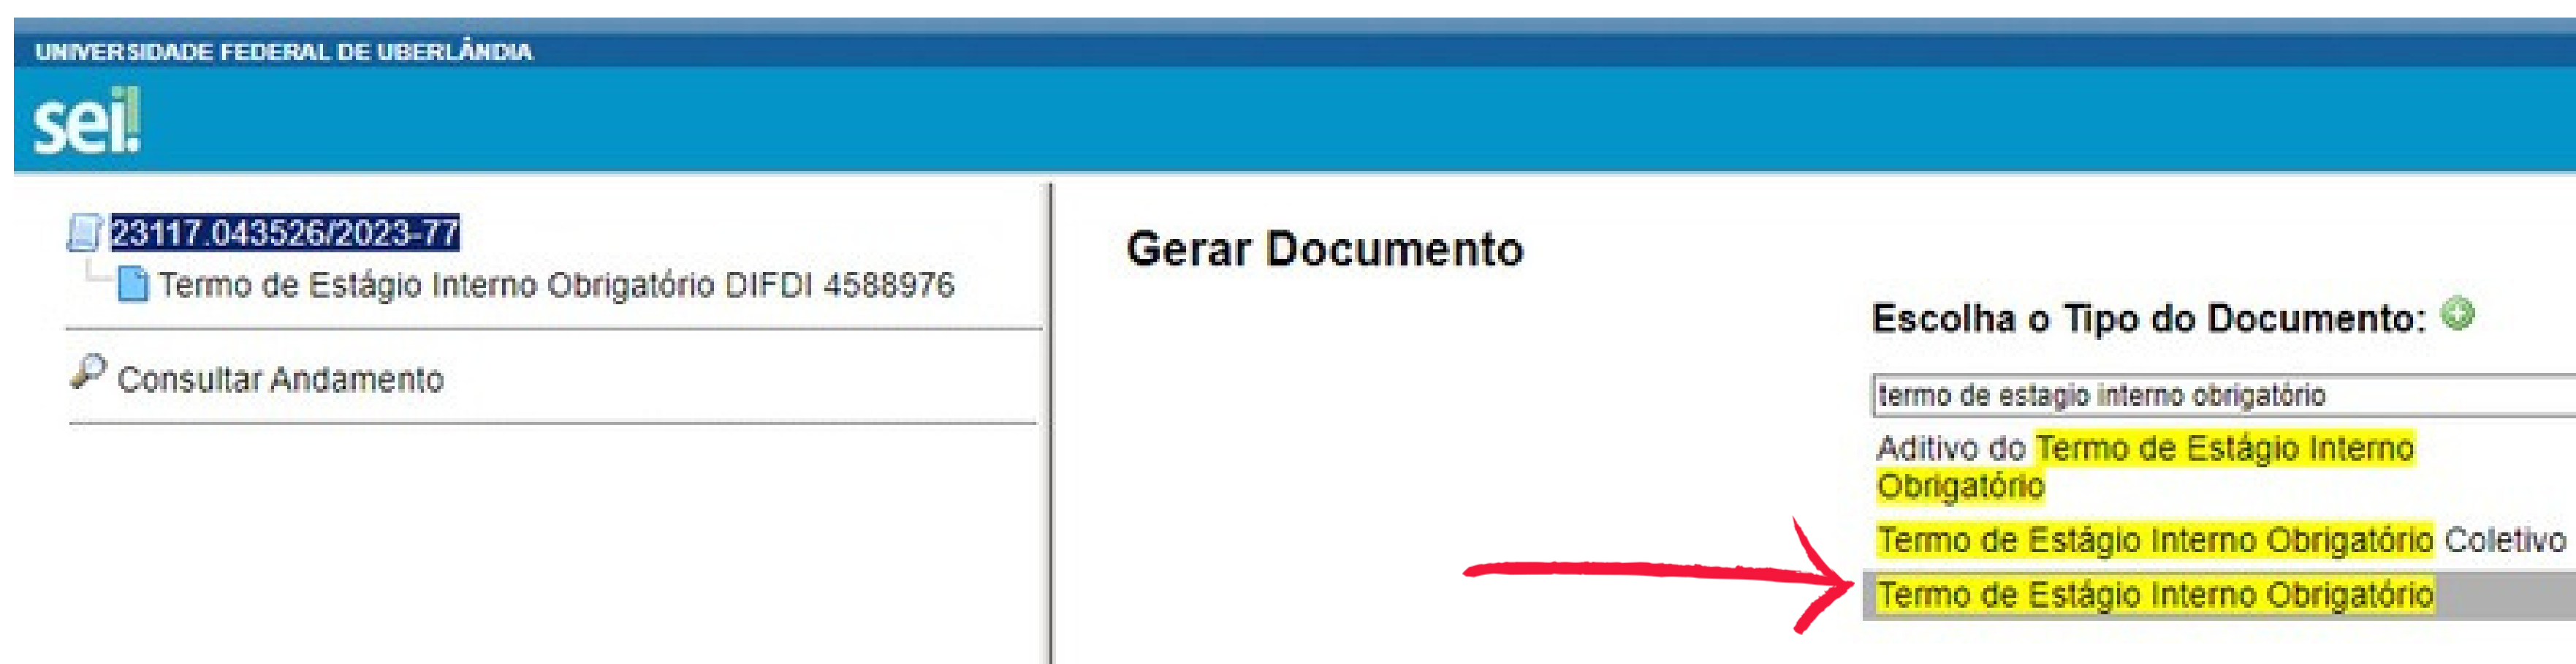 UNIVERSIDADE FEDERAL DE UBERLÂNDIA
sei!
23117.043526/2023-77
Termo de Estágio Interno Obrigatório DIFDI 4588976
Consultar Andamento
Gerar Documento
Escolha o Tipo do Documento:
termo de estagio interno obrigatório
Aditivo do Termo de Estágio Interno
Obrigatório
Termo de Estágio Interno Obrigatório Coletivo
Termo de Estágio Interno Obrigatório